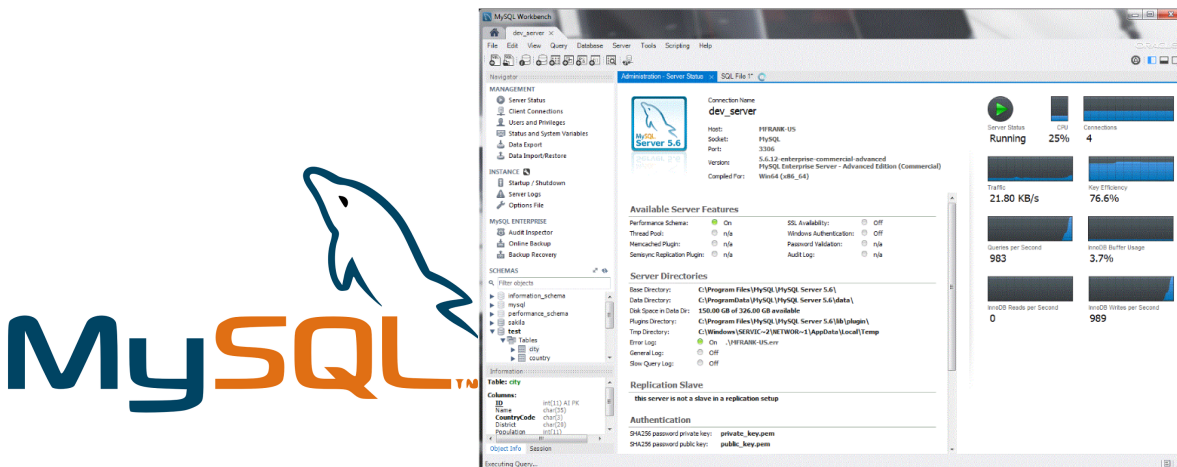 MySQL
TM
MySQL Workbench
dev_server
File Edit View Query Database Server Tools Scripting Help
ORACLE
Navigator
MANAGEMENT
Server Status
Client Connections
Users and Privileges
Status and System Variables
Data Export
Data Import/Restore
INSTANCE
Startup / Shutdown
Server Logs
Options File
MySQL ENTERPRISE
Audit Inspector
Online Backup
Backup Recovery
SCHEMAS
Filter objects
information_schema
mysql
performance_schema
sakila
test
Tables
city
country
Information
Table: city
Columns:
ID int(11) AI PK
Name char(35)
CountryCode char(3)
District char(20)
Population int(11)
Object Info Session
Executing Query...
Administration - Server Status SQL File 1*
MySQL
Server 5.6
Connection Name
dev_server
Host: MFRANK-US
Socket: MySQL
Port: 3306
Version: 5.6.12-enterprise-commercial-advanced
MySQL Enterprise Server - Advanced Edition (Commercial)
Compiled For: Win64 (x86_64)
Available Server Features
Performance Schema: On SSL Availability: Off
Thread Pool: n/a Windows Authentication: Off
Memcached Plugin: n/a Password Validation: n/a
Semisync Replication Plugin: n/a Audit Log: n/a
Server Directories
Base Directory: C:\Program Files\MySQL\MySQL Server 5.6\
Data Directory: C:\ProgramData\MySQL\MySQL Server 5.6\data\
Disk Space in Data Dir: 150.00 GB of 326.00 GB available
Plugins Directory: C:\Program Files\MySQL\MySQL Server 5.6\lib\plugin\
Tmp Directory: C:\Windows\SERVIC~2\NETWOR~1\AppData\Local\Temp
Error Log: On .\MFRANK-US.err
General Log: Off
Slow Query Log: Off
Replication Slave
this server is not a slave in a replication setup
Authentication
SHA256 password private key: private_key.pem
SHA256 password public key: public_key.pem
Server Status CPU Connections
Running 25% 4
Traffic Key Efficiency
21.80 KB/s 76.6%
Queries per Second InnoDB Buffer Usage
983 3.7%
InnoDB Reads per Second InnoDB Writes per Second
0 989